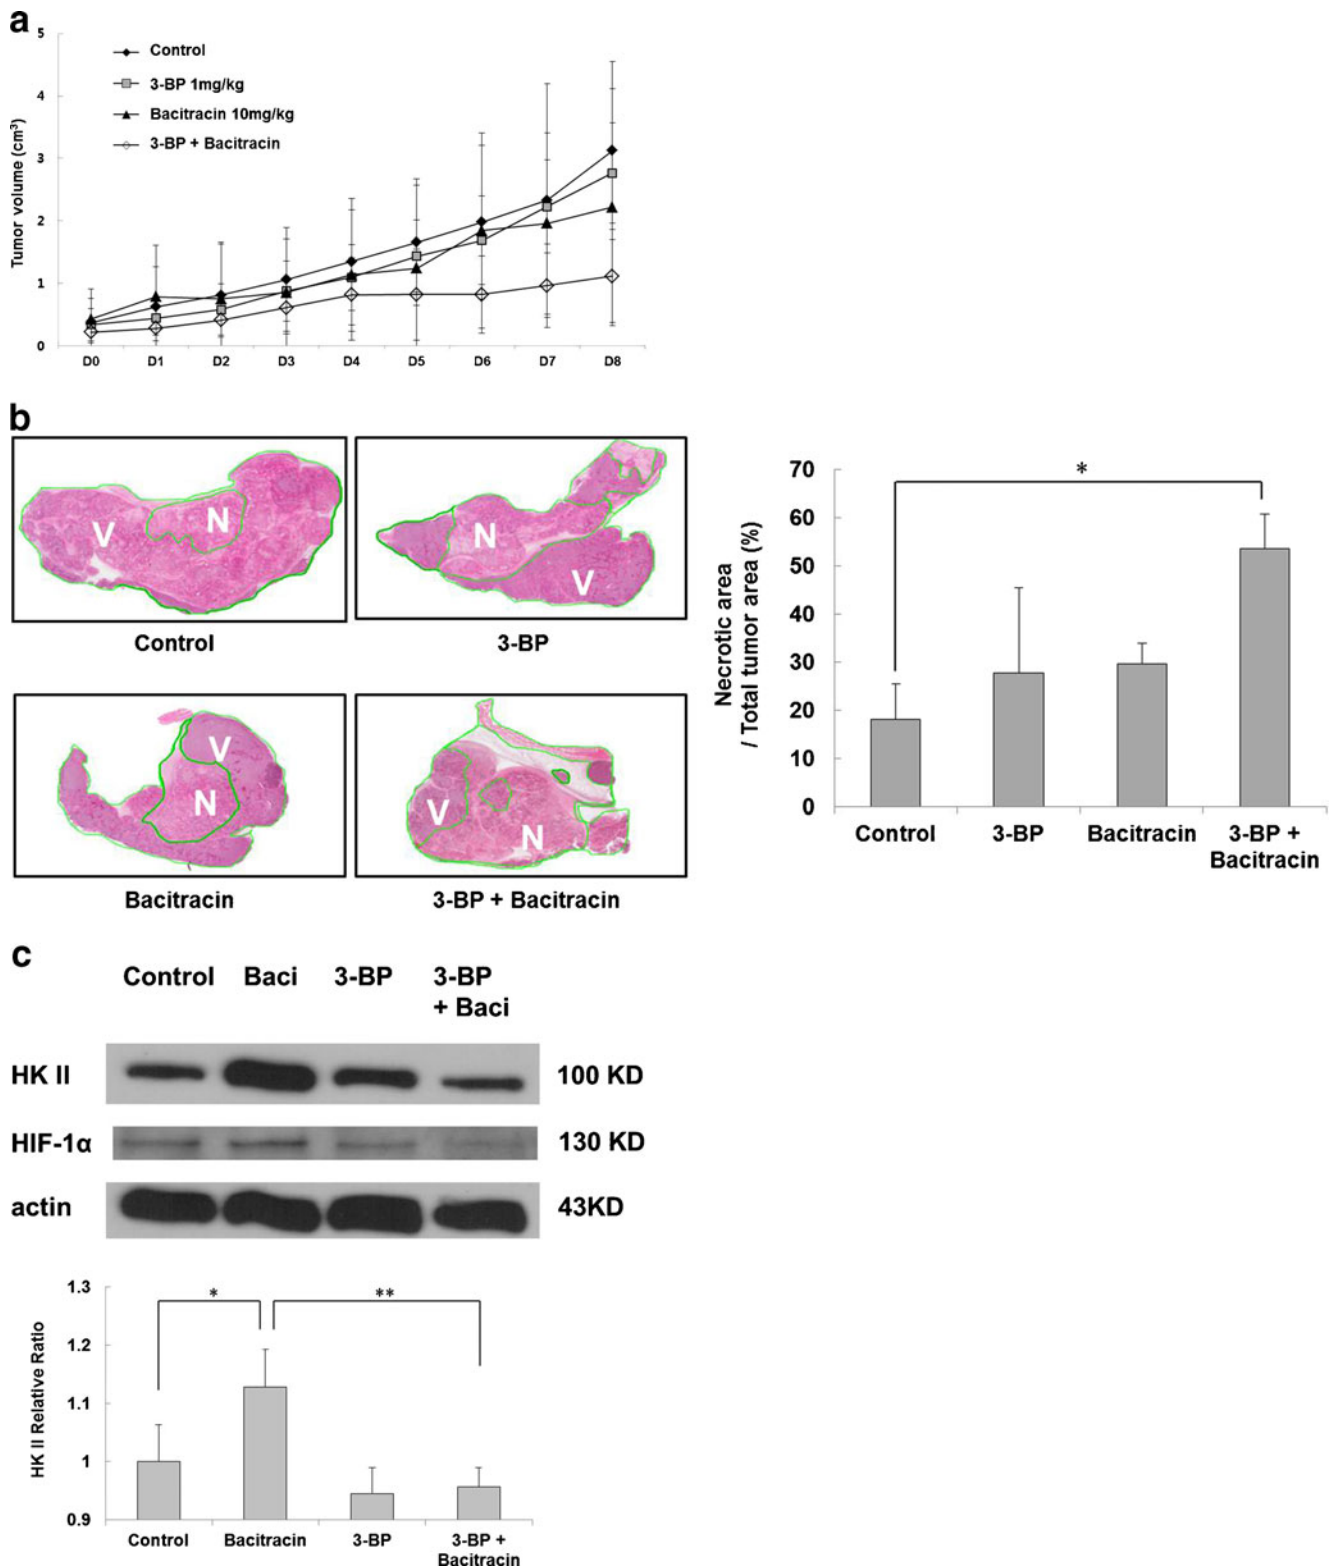 a
5
4
3
2
1
0
Tumor volume (cm³)
Control
3-BP 1mg/kg
Bacitracin 10mg/kg
3-BP + Bacitracin
D0 D1 D2 D3 D4 D5 D6 D7 D8
b
V N
Control
N V
3-BP
V N
Bacitracin
V N
3-BP + Bacitracin
Necrotic area
/ Total tumor area (%)
70
60
50
40
30
20
10
0
*
Control 3-BP Bacitracin 3-BP +
Bacitracin
c
Control Baci 3-BP 3-BP
+ Baci
HK II 100 KD
HIF-1α 130 KD
actin 43KD
HK II Relative Ratio
1.3
1.2
1.1
1
0.9
* **
Control Bacitracin 3-BP 3-BP +
Bacitracin